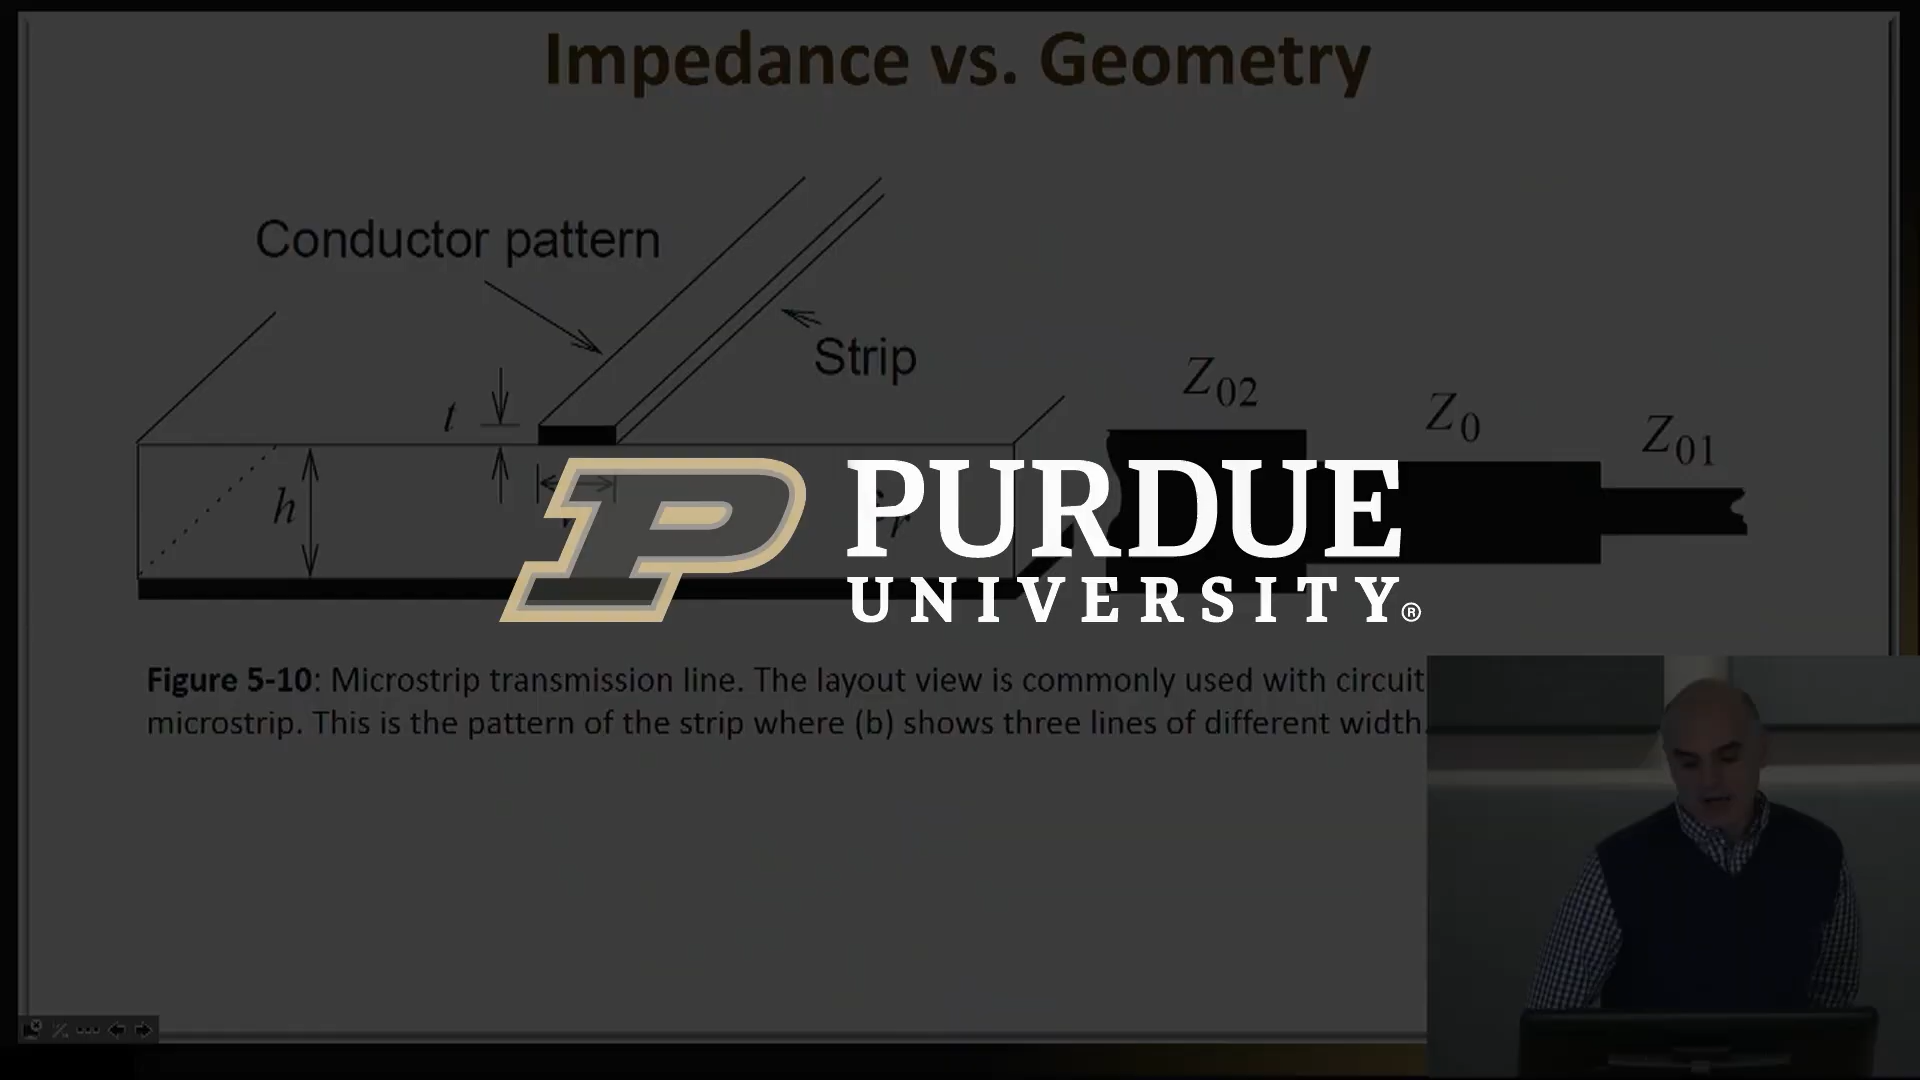 Impedance vs. Geometry
Conductor pattern
Strip
t
h
r
Z02
Z0
Z01
PURDUE
UNIVERSITY®
Figure 5-10: Microstrip transmission line. The layout view is commonly used with circuit
microstrip. This is the pattern of the strip where (b) shows three lines of different width.